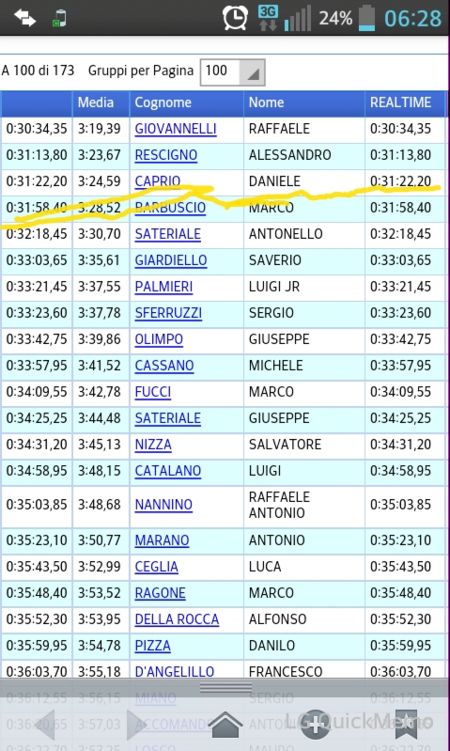 3G 24% 06:28
A 100 di 173 Gruppi per Pagina 100
Media Cognome Nome REALTIME
0:30:34,35 3:19,39 GIOVANNELLI RAFFAELE 0:30:34,35
0:31:13,80 3:23,67 RESCIGNO ALESSANDRO 0:31:13,80
0:31:22,20 3:24,59 CAPRIO DANIELE 0:31:22,20
0:31:58,40 3:28,52 BARBUSCIO MARCO 0:31:58,40
0:32:18,45 3:30,70 SATERIALE ANTONELLO 0:32:18,45
0:33:03,65 3:35,61 GIARDIELLO SAVERIO 0:33:03,65
0:33:21,45 3:37,55 PALMIERI LUIGI JR 0:33:21,45
0:33:23,60 3:37,78 SFERRUZZI SERGIO 0:33:23,60
0:33:42,75 3:39,86 OLIMPO GIUSEPPE 0:33:42,75
0:33:57,95 3:41,52 CASSANO MICHELE 0:33:57,95
0:34:09,55 3:42,78 FUCCI MARCO 0:34:09,55
0:34:25,25 3:44,48 SATERIALE GIUSEPPE 0:34:25,25
0:34:31,20 3:45,13 NIZZA SALVATORE 0:34:31,20
0:34:58,95 3:48,15 CATALANO LUIGI 0:34:58,95
0:35:03,85 3:48,68 NANNINO RAFFAELE ANTONIO 0:35:03,85
0:35:23,10 3:50,77 MARANO ANTONIO 0:35:23,10
0:35:43,50 3:52,99 CEGLIA LUCA 0:35:43,50
0:35:48,40 3:53,52 RAGONE MARCO 0:35:48,40
0:35:52,30 3:53,95 DELLA ROCCA ALFONSO 0:35:52,30
0:35:59,95 3:54,78 PIZZA DANILO 0:35:59,95
0:36:03,70 3:55,18 D'ANGELILLO FRANCESCO 0:36:03,70
0:36:12,55 3:56,15 MIANO SERGIO 0:36:12,55
3:57,03 LG QuickMemo